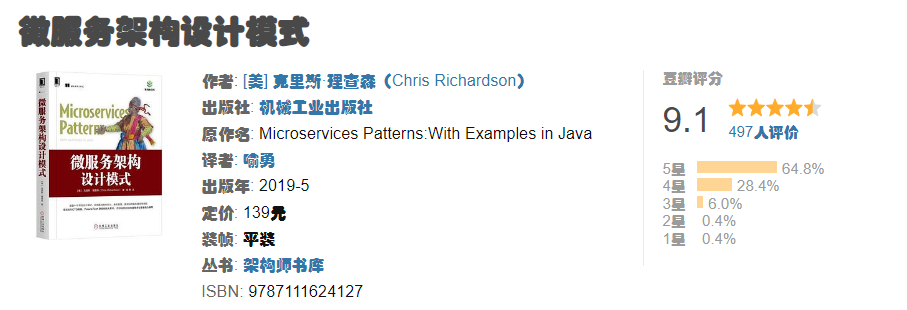 微服务架构设计模式
Microservices
Patterns
微服务架构
设计模式
作者: [美] 克里斯·理查森（Chris Richardson）
出版社: 机械工业出版社
原作名: Microservices Patterns:With Examples in Java
译者: 喻勇
出版年: 2019-5
定价: 139元
装帧: 平装
丛书: 架构师书库
ISBN: 9787111624127
豆瓣评分
9.1
497人评价
5星 64.8%
4星 28.4%
3星 6.0%
2星 0.4%
1星 0.4%